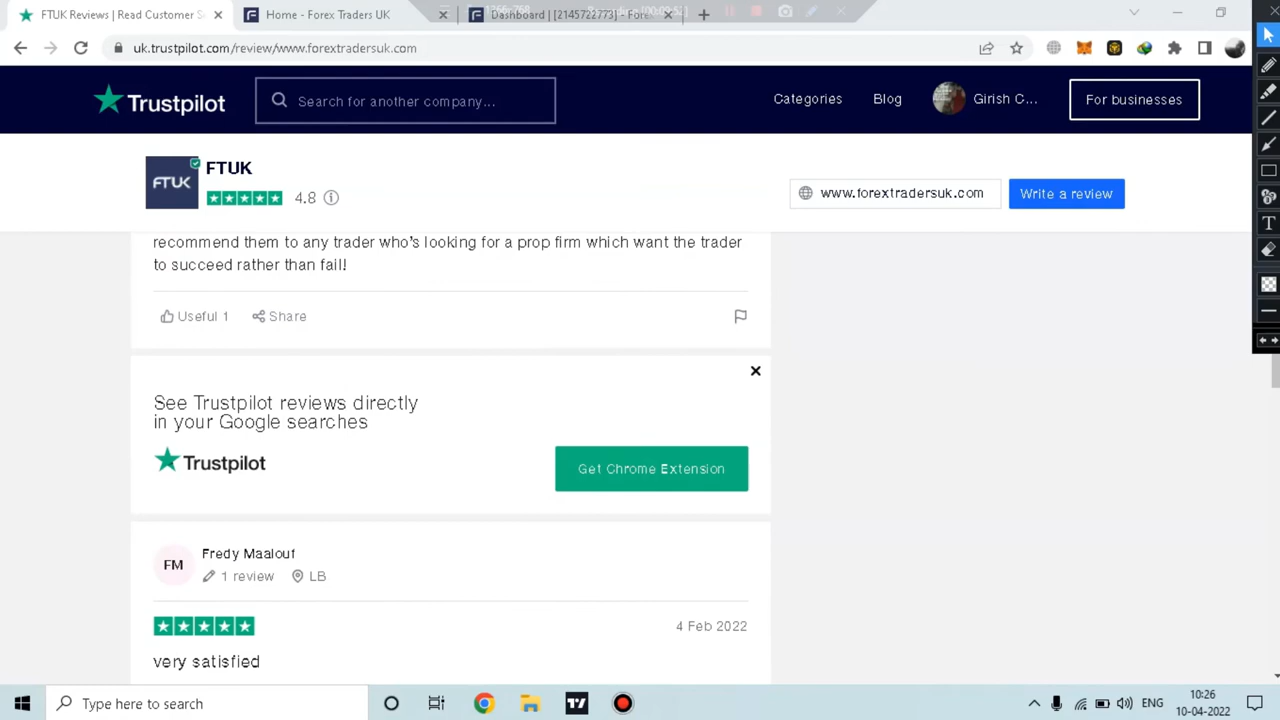 FTUK Reviews | Read Customer S
Home - Forex Traders UK
Dashboard | [2145722773] - Fore
uk.trustpilot.com/review/www.forextradersuk.com
Trustpilot
Search for another company...
Categories
Blog
Girish C...
For businesses
FTUK
FTUK
4.8
www.forextradersuk.com
Write a review
recommend them to any trader who's looking for a prop firm which want the trader
to succeed rather than fail!
Useful 1
Share
See Trustpilot reviews directly
in your Google searches
Trustpilot
Get Chrome Extension
FM
Fredy Maalouf
1 review
LB
4 Feb 2022
very satisfied
Type here to search
ENG
10:26
10-04-2022